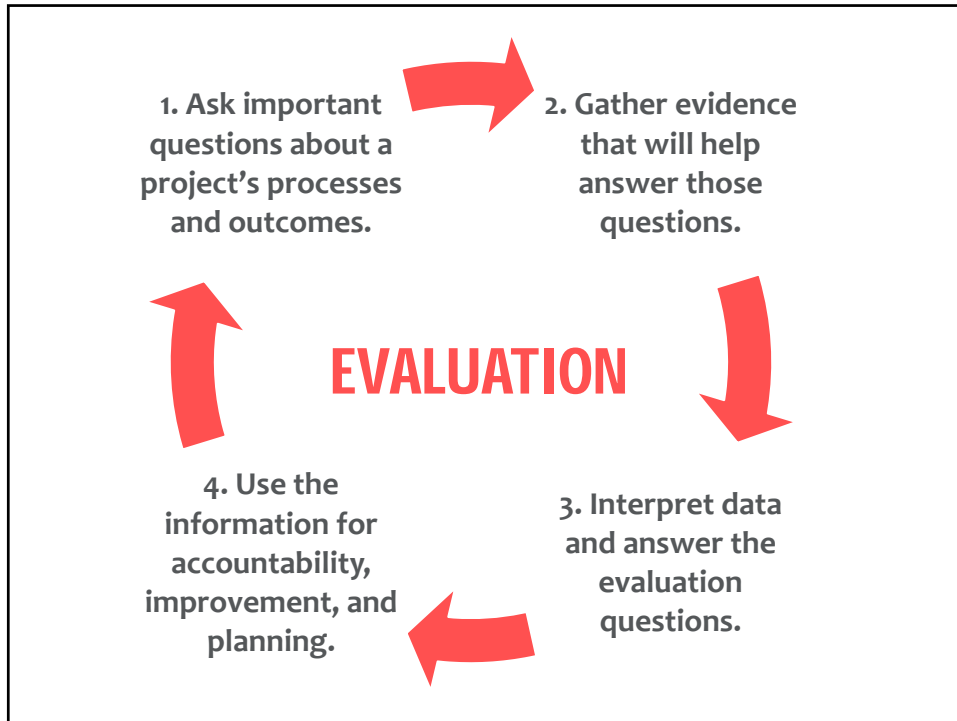 1. Ask important
questions about a
project’s processes
and outcomes.
2. Gather evidence
that will help
answer those
questions.
EVALUATION
3. Interpret data
and answer the
evaluation
questions.
4. Use the
information for
accountability,
improvement, and
planning.